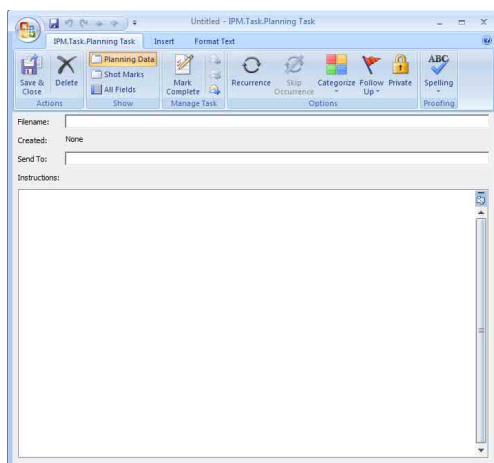 Untitled - IPM.Task.Planning Task
IPM.Task.Planning Task Insert Format Text
Save & Close
Delete
Actions
Planning Data
Shot Marks
All Fields
Show
Mark Complete
Manage Task
Recurrence
Skip Occurrence
Categorize
Follow Up
Private
Options
ABC
Spelling
Proofing
Filename:
Created: None
Send To:
Instructions: